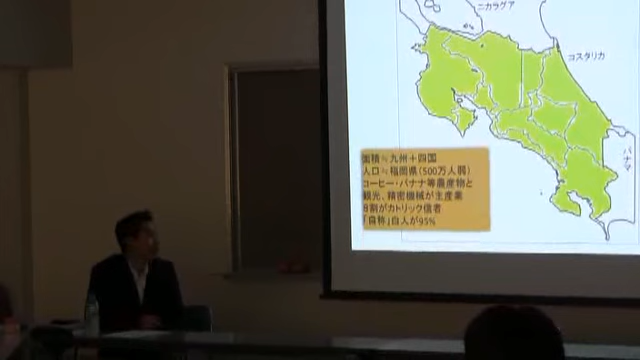 ニカラグア
コスタリカ
パナマ
面積≒九州＋四国
人口≒福岡県（500万人弱）
コーヒー・バナナ等農産物と
観光、精密機械が主産業
8割がカトリック信者
「自称」白人が95%